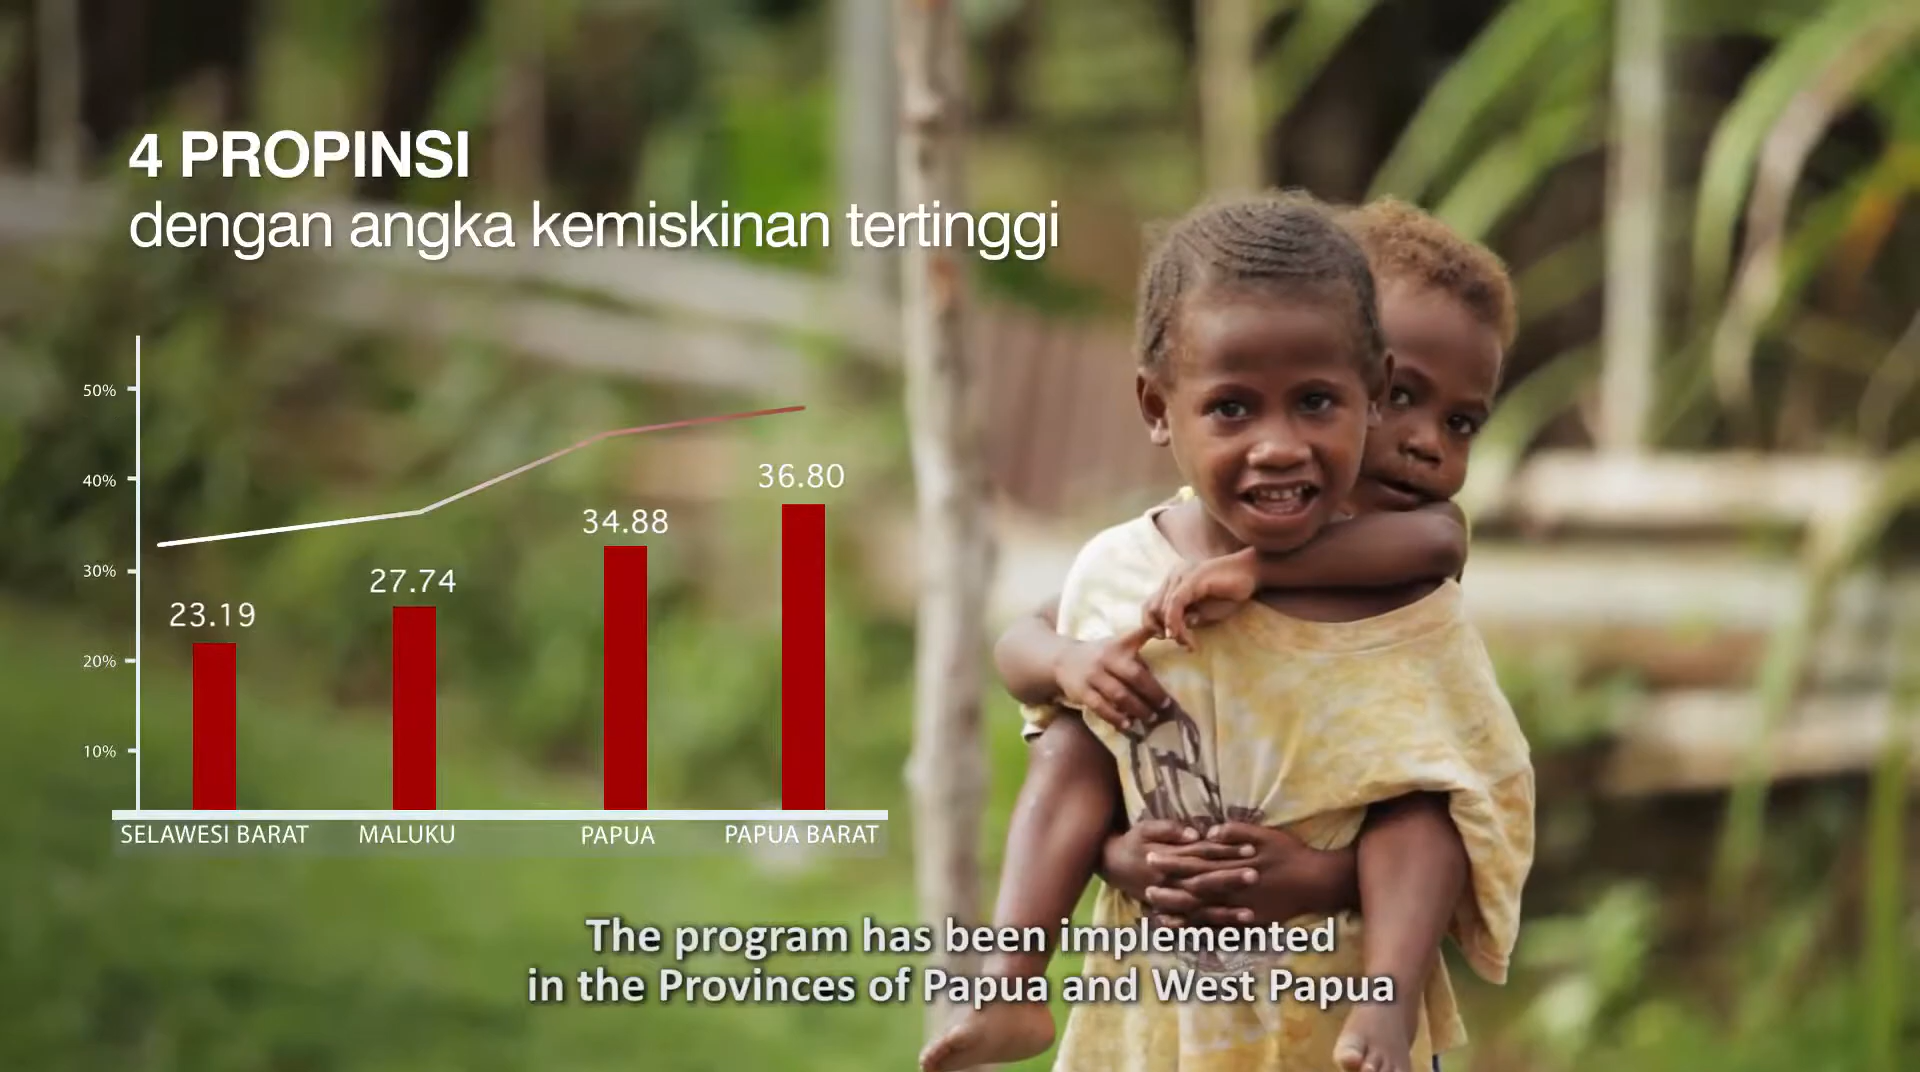 4 PROPINSI
dengan angka kemiskinan tertinggi
50%
40%
30%
20%
10%
23.19
27.74
34.88
36.80
SELAWESI BARAT
MALUKU
PAPUA
PAPUA BARAT
The program has been implemented
in the Provinces of Papua and West Papua